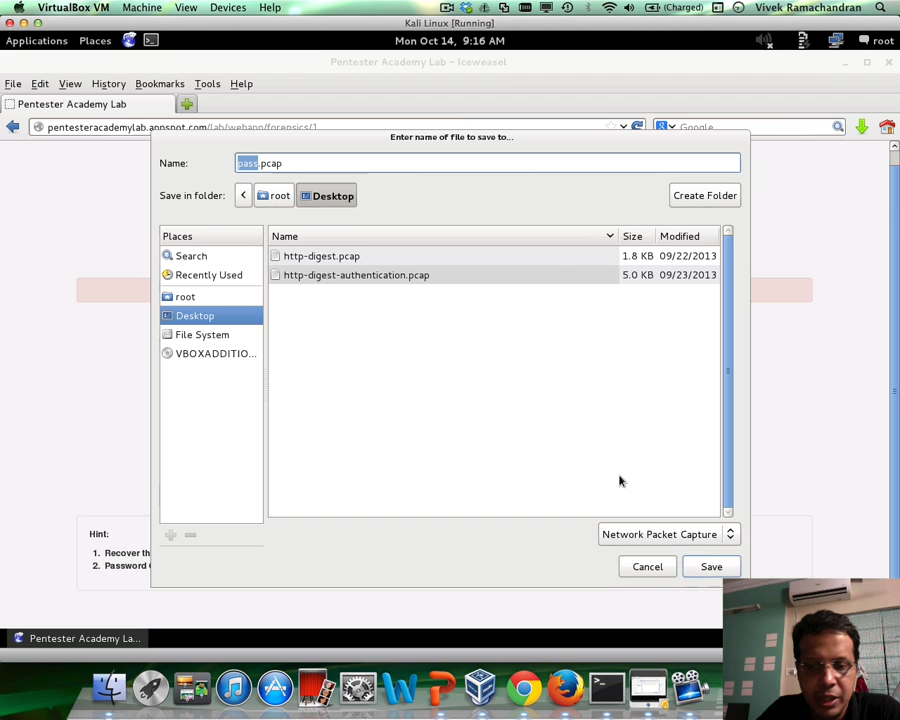 VirtualBox VM Machine View Devices Help (Charged) Vivek Ramachandran
Kali Linux [Running]
Applications Places Mon Oct 14, 9:16 AM root
Pentester Academy Lab - Iceweasel
File Edit View History Bookmarks Tools Help
Pentester Academy Lab
pentesteracademylab.appspot.com/lab/webapp/forensics/1 Google
Enter name of file to save to...
Name: pass.pcap
Save in folder: root Desktop Create Folder
Places Name Size Modified
Search http-digest.pcap 1.8 KB 09/22/2013
Recently Used http-digest-authentication.pcap 5.0 KB 09/23/2013
root
Desktop
File System
VBOXADDITIO...
Hint: Network Packet Capture
1. Recover th
2. Password Cancel Save
Pentester Academy La...